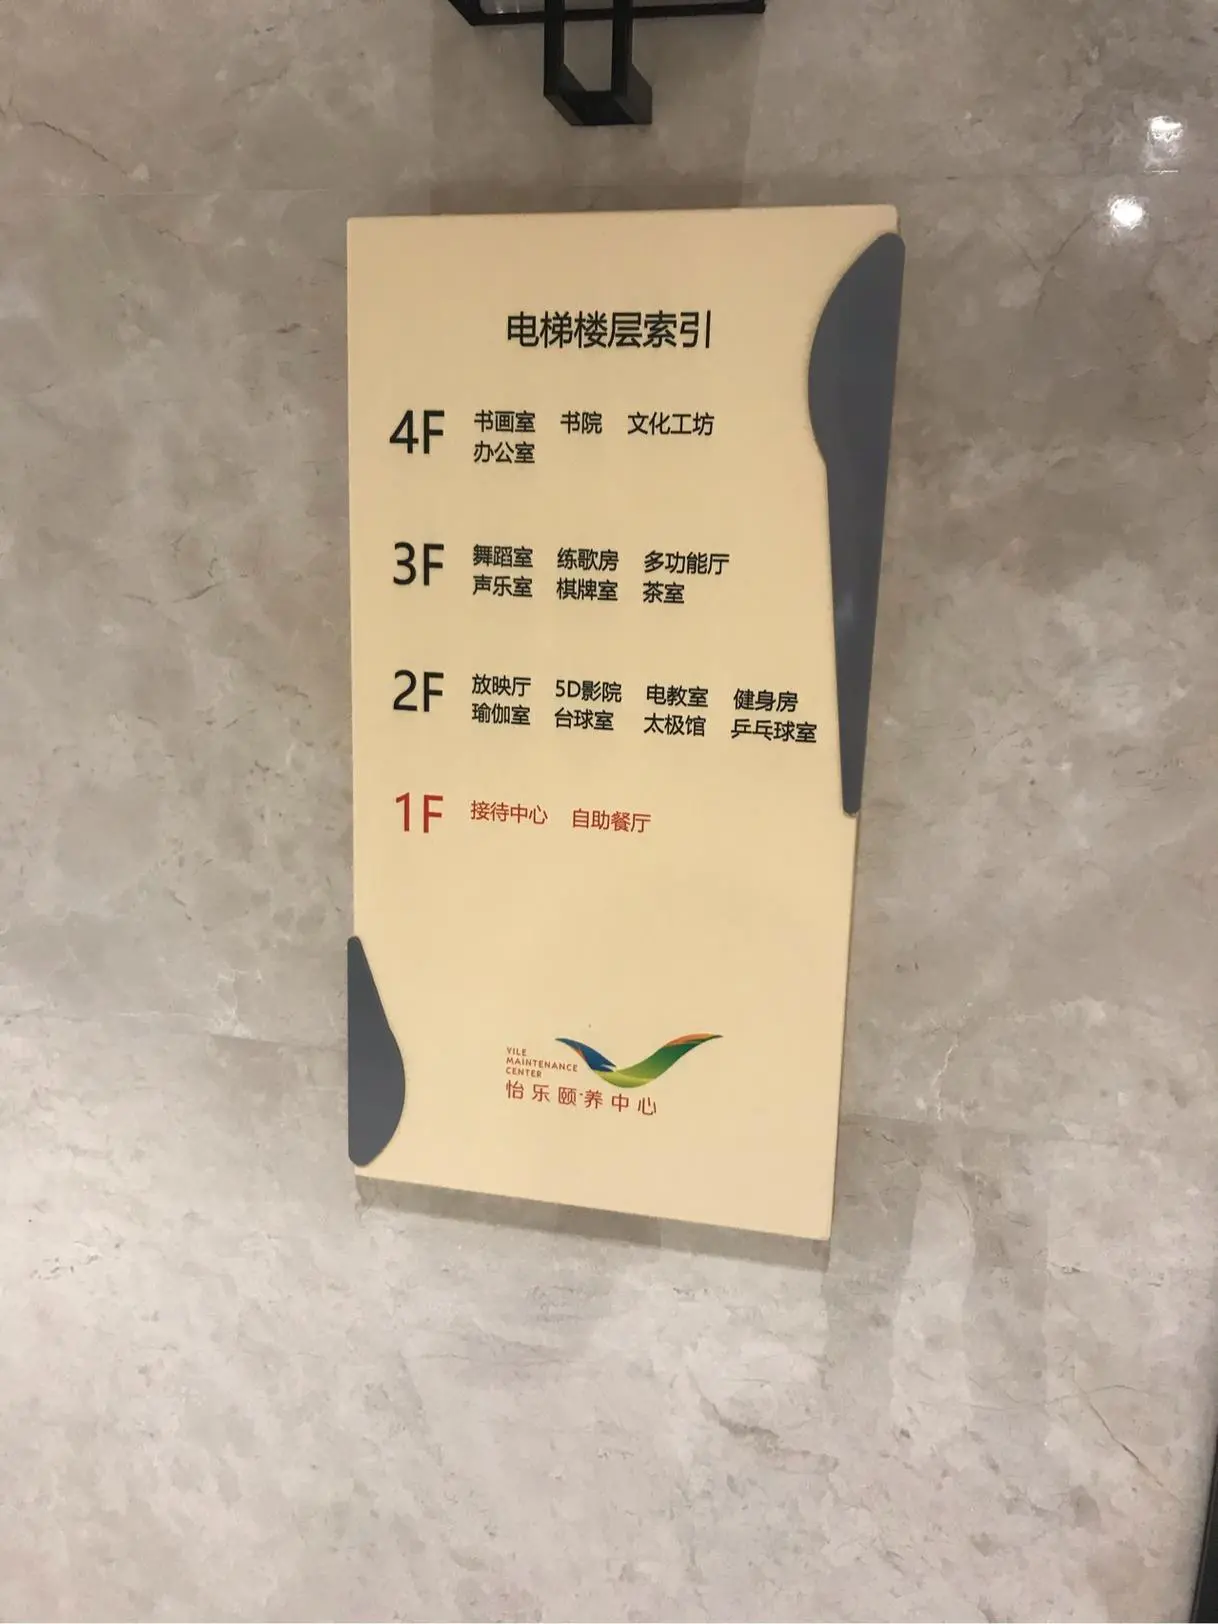 电梯楼层索引
4F 书画室 书院 文化工坊
办公室
3F 舞蹈室 练歌房 多功能厅
声乐室 棋牌室 茶室
2F 放映厅 5D影院 电教室 健身房
瑜伽室 台球室 太极馆 乒乓球室
1F 接待中心 自助餐厅
YILE
MAINTENANCE
CENTER
怡乐颐养中心